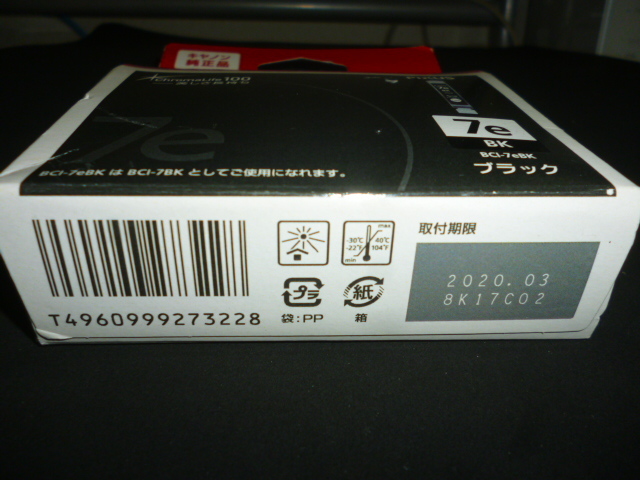 キヤノン
純正品
ChromaLife100
7e
7e
BK
BCI-7eBK
ブラック
BCI-7eBK は BCI-7BK としてご使用になれます。
取付期限
max
-30℃
-22°F
40℃
104°F
min
2020.03
8K17C02
プラ
紙
T4960999273228
袋:PP
箱